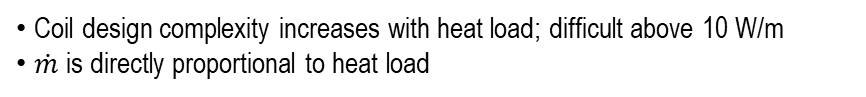 • Coil design complexity increases with heat load; difficult above 10 W/m
• ṁ is directly proportional to heat load